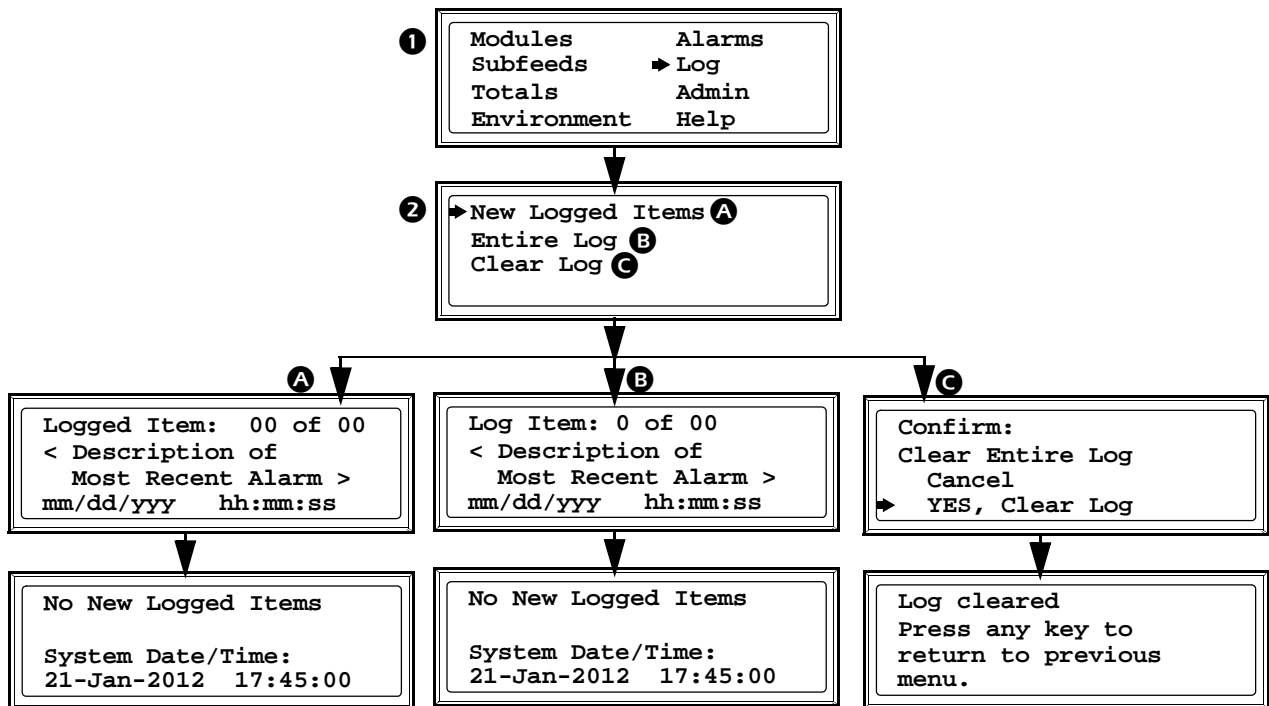 ❶
Modules Alarms
Subfeeds Log
Totals Admin
Environment Help
❷
New Logged Items A
Entire Log B
Clear Log C
A
Logged Item: 00 of 00
< Description of
Most Recent Alarm >
mm/dd/yyy hh:mm:ss
No New Logged Items
System Date/Time:
21-Jan-2012 17:45:00
B
Log Item: 0 of 00
< Description of
Most Recent Alarm >
mm/dd/yyy hh:mm:ss
No New Logged Items
System Date/Time:
21-Jan-2012 17:45:00
C
Confirm:
Clear Entire Log
Cancel
YES, Clear Log
Log cleared
Press any key to
return to previous
menu.